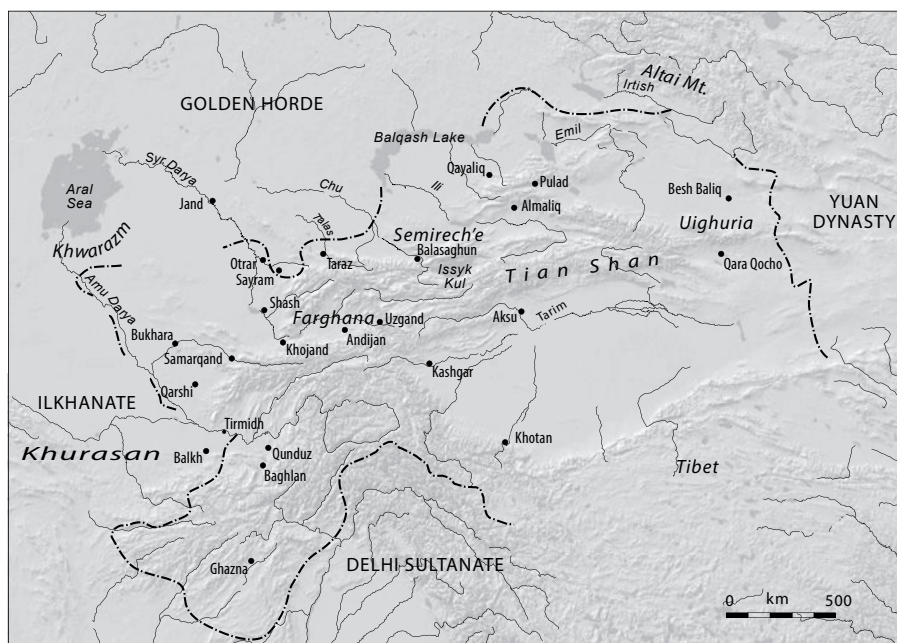 Altai Mt.
Irtish
GOLDEN HORDE
Balqash Lake
Emil
Syr Darya
Qayaliq
Pulad
Chu
Ili
Besh Baliq
YUAN
DYNASTY
Aral
Sea
Jand
Almaliq
Talas
Uighuria
Khwarazm
Semirech'e
Balasaghun
Otrar
Sayram
Taraz
Issyk
Kul
Tian Shan
Qara Qocho
Amu Darya
Shash
Farghana
Uzgand
Aksu
Tarim
Bukhara
Andijan
Khojand
Samarqand
Kashgar
Qarshi
ILKHANATE
Tirmidh
Khotan
Khurasan
Balkh
Qunduz
Baghlan
Tibet
Ghazna
DELHI SULTANATE
0 km 500